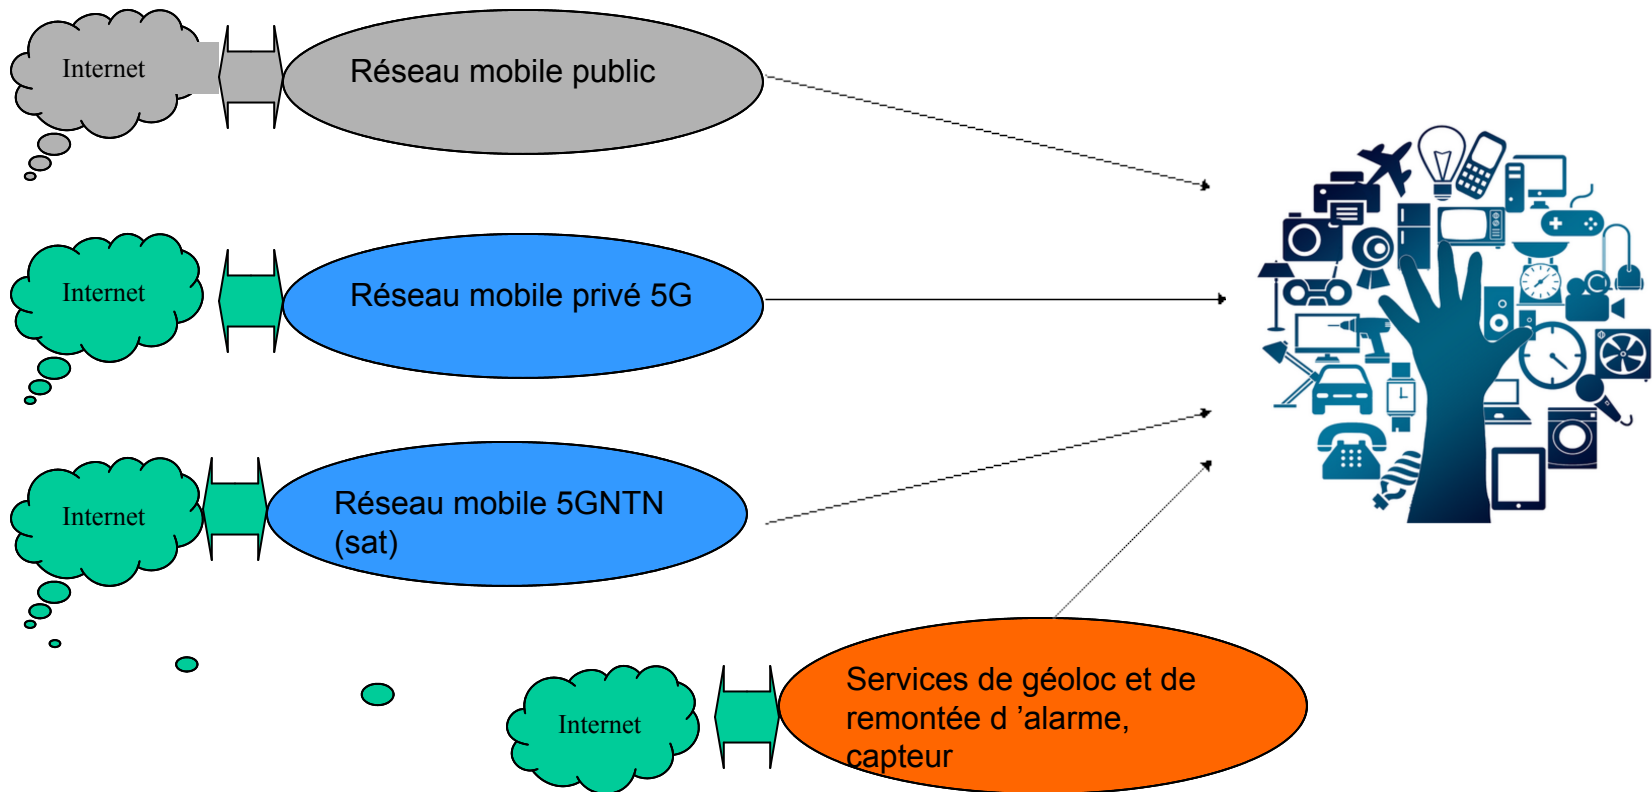 Internet
Réseau mobile public
Internet
Réseau mobile privé 5G
Internet
Réseau mobile 5GNTN
(sat)
Internet
Services de géoloc et de
remontée d ’alarme,
capteur